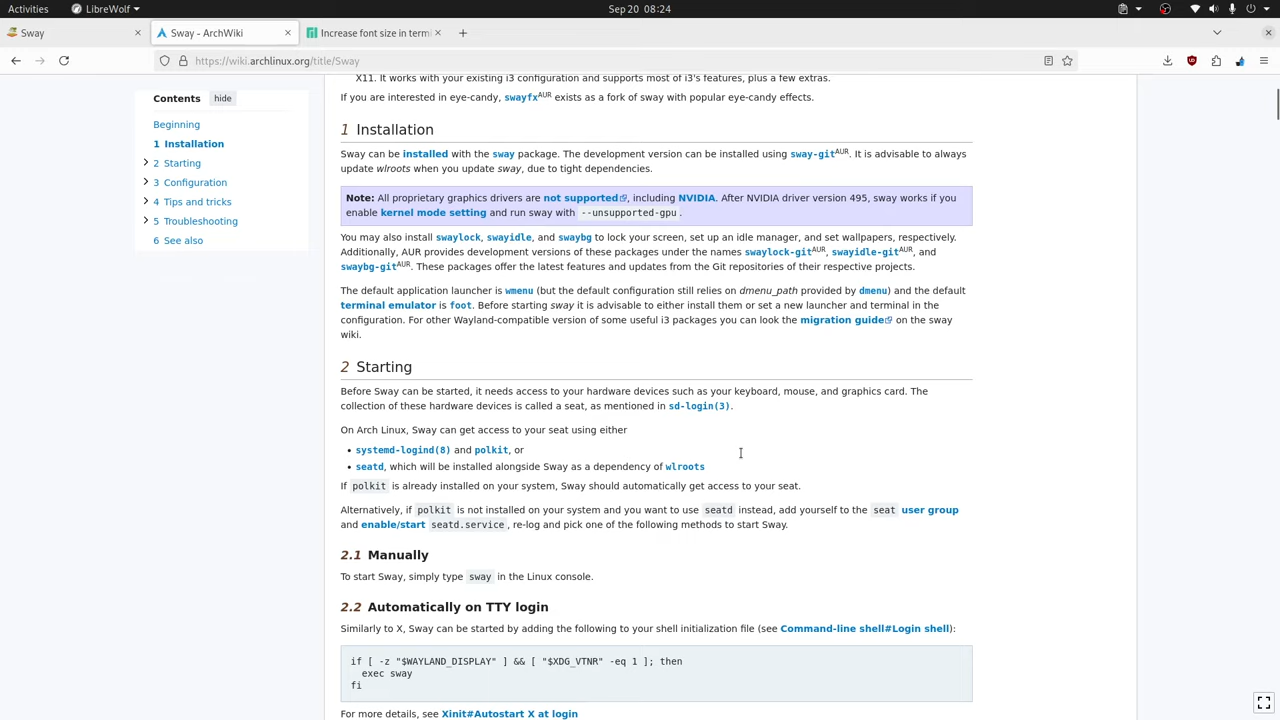 Activities
LibreWolf
Sep 20 08:24
Sway
Sway - ArchWiki
Increase font size in termi
https://wiki.archlinux.org/title/Sway
Contents hide
Beginning
1 Installation
2 Starting
3 Configuration
4 Tips and tricks
5 Troubleshooting
6 See also
X11. It works with your existing i3 configuration and supports most of i3's features, plus a few extras.
If you are interested in eye-candy, swayfxAUR exists as a fork of sway with popular eye-candy effects.
1 Installation
Sway can be installed with the sway package. The development version can be installed using sway-gitAUR. It is advisable to always
update wlroots when you update sway, due to tight dependencies.
Note: All proprietary graphics drivers are not supported, including NVIDIA. After NVIDIA driver version 495, sway works if you
enable kernel mode setting and run sway with --unsupported-gpu.
You may also install swaylock, swayidle, and swaybg to lock your screen, set up an idle manager, and set wallpapers, respectively.
Additionally, AUR provides development versions of these packages under the names swaylock-gitAUR, swayidle-gitAUR, and
swaybg-gitAUR. These packages offer the latest features and updates from the Git repositories of their respective projects.
The default application launcher is wmenu (but the default configuration still relies on dmenu_path provided by dmenu) and the default
terminal emulator is foot. Before starting sway it is advisable to either install them or set a new launcher and terminal in the
configuration. For other Wayland-compatible version of some useful i3 packages you can look the migration guide on the sway
wiki.
2 Starting
Before Sway can be started, it needs access to your hardware devices such as your keyboard, mouse, and graphics card. The
collection of these hardware devices is called a seat, as mentioned in sd-login(3).
On Arch Linux, Sway can get access to your seat using either
• systemd-logind(8) and polkit, or
• seatd, which will be installed alongside Sway as a dependency of wlroots
If polkit is already installed on your system, Sway should automatically get access to your seat.
Alternatively, if polkit is not installed on your system and you want to use seatd instead, add yourself to the seat user group
and enable/start seatd.service, re-log and pick one of the following methods to start Sway.
2.1 Manually
To start Sway, simply type sway in the Linux console.
2.2 Automatically on TTY login
Similarly to X, Sway can be started by adding the following to your shell initialization file (see Command-line shell#Login shell):
if [ -z "$WAYLAND_DISPLAY" ] && [ "$XDG_VTNR" -eq 1 ]; then
exec sway
fi
For more details, see Xinit#Autostart X at login